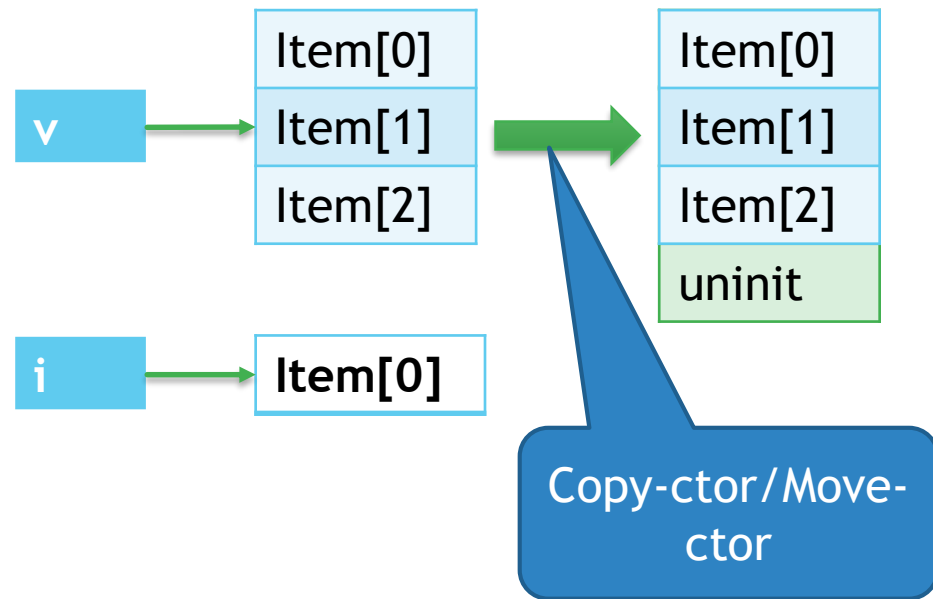 v
Item[0]
Item[1]
Item[2]
Item[0]
Item[1]
Item[2]
uninit
i
Item[0]
Copy-ctor/Move-
ctor